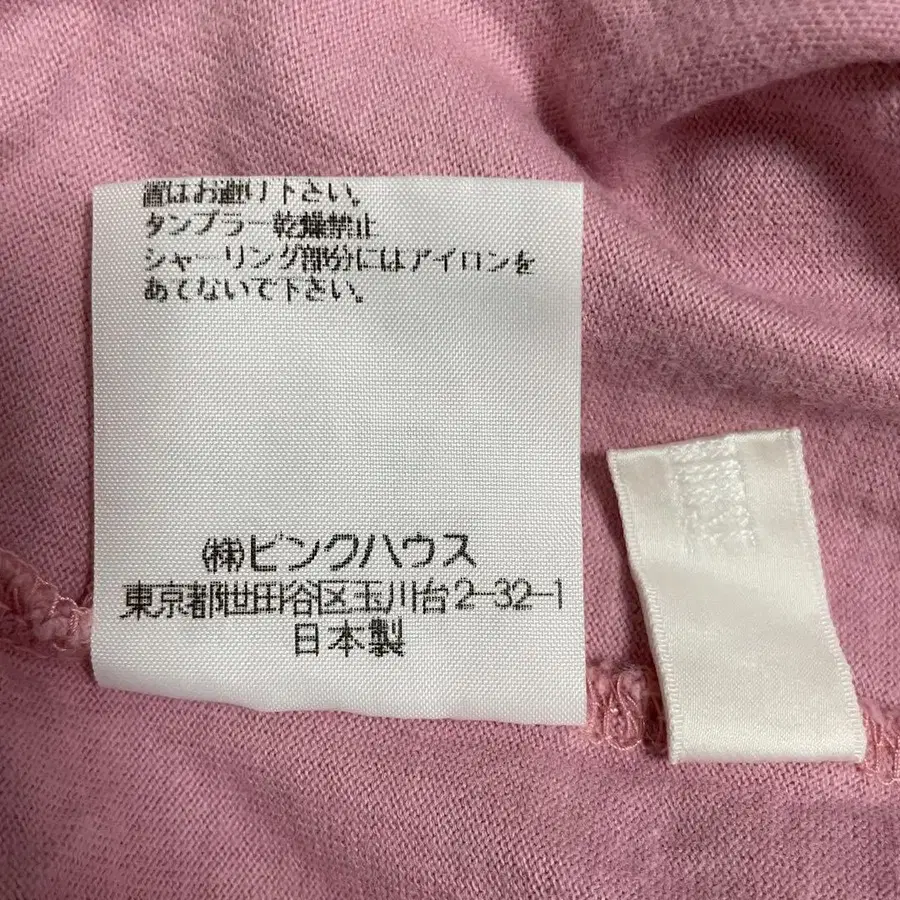 置はお避け下さい。
タンブラー乾燥禁止
シャーリング部分にはアイロンを
あてないで下さい。
㈱ピンクハウス
東京都世田谷区玉川台2-32-1
日本製